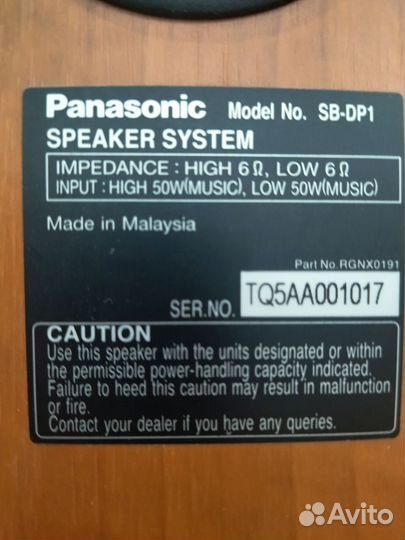 Panasonic Model No. SB-DP1
SPEAKER SYSTEM
IMPEDANCE : HIGH 6Ω, LOW 6Ω
INPUT: HIGH 50W(MUSIC), LOW 50W(MUSIC)
Made in Malaysia
Part No.RGNX0191
SER.NO. TQ5AA001017
CAUTION
Use this speaker with the units designated or within
the permissible power-handling capacity indicated.
Failure to heed this caution may result in malfunction
or fire.
Contact your dealer if you have any queries.
Avito